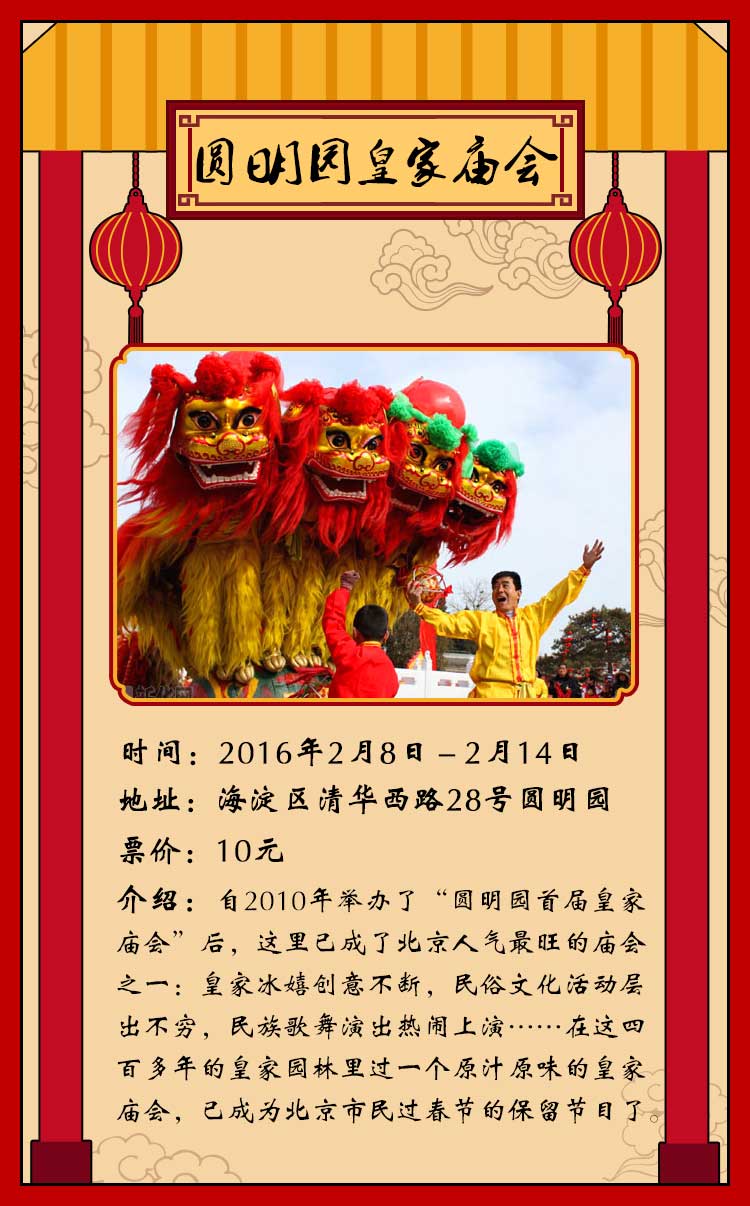 圆明园皇家庙会
时间：2016年2月8日－2月14日
地址：海淀区清华西路28号圆明园
票价：10元
介绍：自2010年举办了“圆明园首届皇家
庙会”后，这里已成了北京人气最旺的庙会
之一：皇家冰嬉创意不断，民俗文化活动层
出不穷，民族歌舞演出热闹上演……在这四
百多年的皇家园林里过一个原汁原味的皇家
庙会，已成为北京市民过春节的保留节目了。